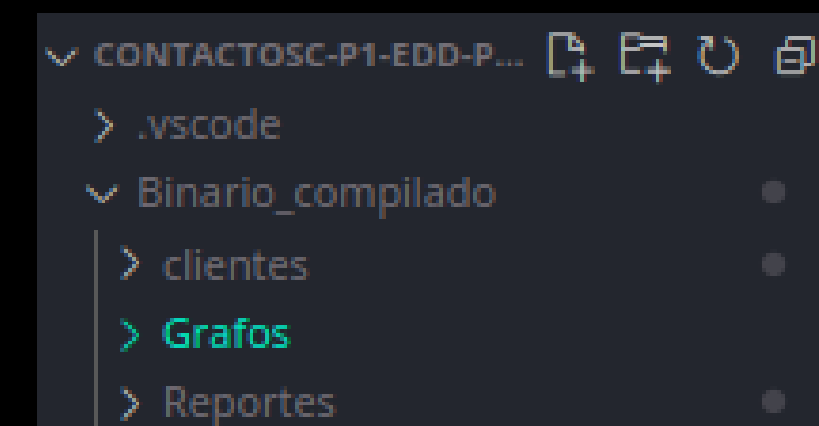 CONTACTOSC-P1-EDD-P...
.vscode
Binario_compilado
clientes
Grafos
Reportes